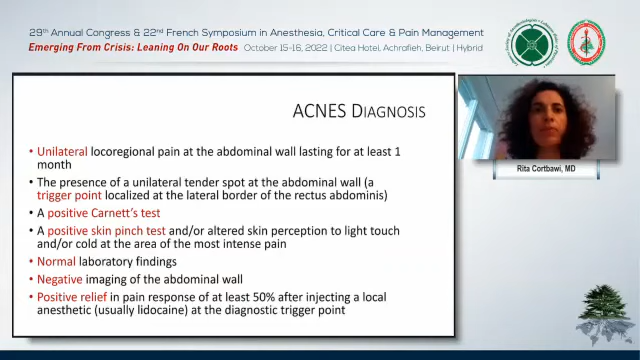 29th Annual Congress & 22nd French Symposium in Anesthesia, Critical Care & Pain Management
Emerging From Crisis: Leaning On Our Roots October 15-16, 2022 | Citea Hotel, Achrafieh, Beirut | Hybrid
ACNES Diagnosis
• Unilateral locoregional pain at the abdominal wall lasting for at least 1
month
• The presence of a unilateral tender spot at the abdominal wall (a
trigger point localized at the lateral border of the rectus abdominis)
• A positive Carnett's test
• A positive skin pinch test and/or altered skin perception to light touch
and/or cold at the area of the most intense pain
• Normal laboratory findings
• Negative imaging of the abdominal wall
• Positive relief in pain response of at least 50% after injecting a local
anesthetic (usually lidocaine) at the diagnostic trigger point
Rita Cortbawi, MD